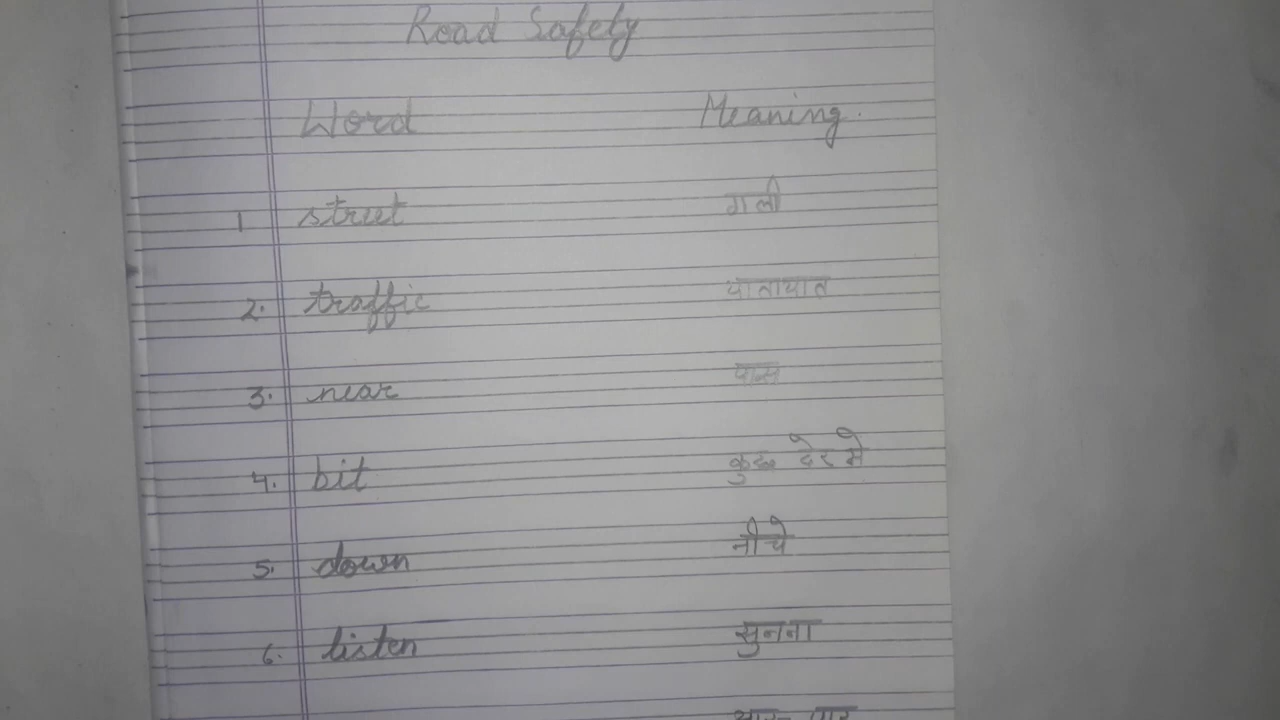 Road Safety
Word Meaning.
1 street गली
2. traffic यातायात
3. near पास
4. bit कुछ देर मे
5. down नीचे
6. listen सुनना